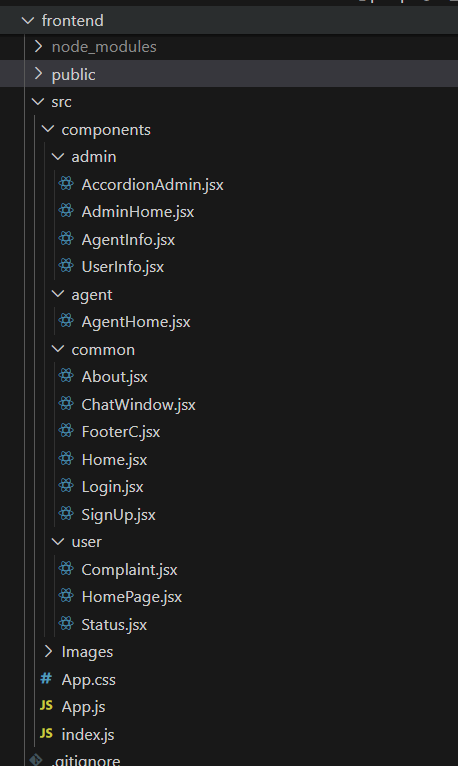 frontend
node_modules
public
src
components
admin
AccordionAdmin.jsx
AdminHome.jsx
AgentInfo.jsx
UserInfo.jsx
agent
AgentHome.jsx
common
About.jsx
ChatWindow.jsx
FooterC.jsx
Home.jsx
Login.jsx
SignUp.jsx
user
Complaint.jsx
HomePage.jsx
Status.jsx
Images
# App.css
JS App.js
JS index.js
.gitignore